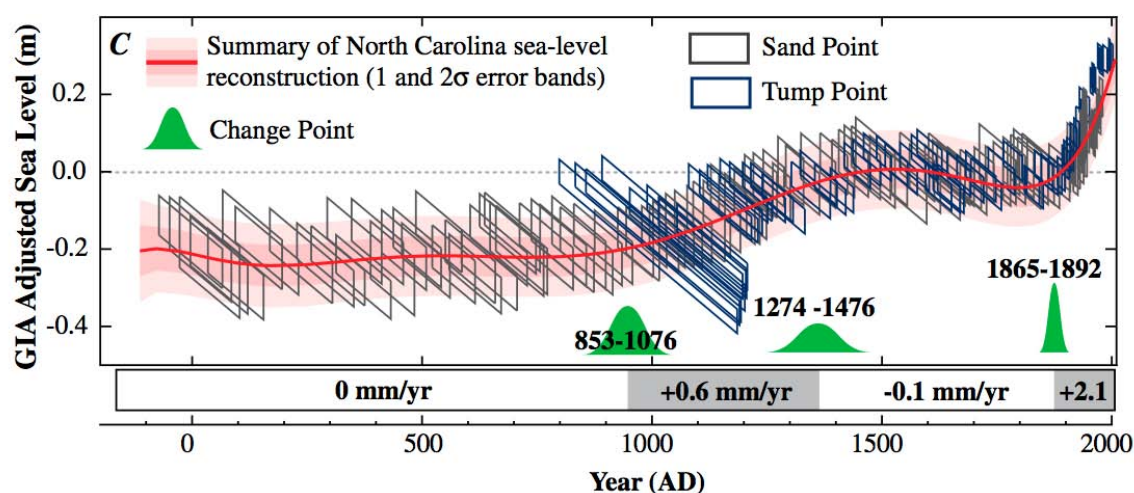 C
Summary of North Carolina sea-level
reconstruction (1 and 2σ error bands)
Change Point
Sand Point
Tump Point
GIA Adjusted Sea Level (m)
0.2
0.0
-0.2
-0.4
853-1076
1274 -1476
1865-1892
0 mm/yr
+0.6 mm/yr
-0.1 mm/yr
+2.1
0
500
1000
1500
2000
Year (AD)